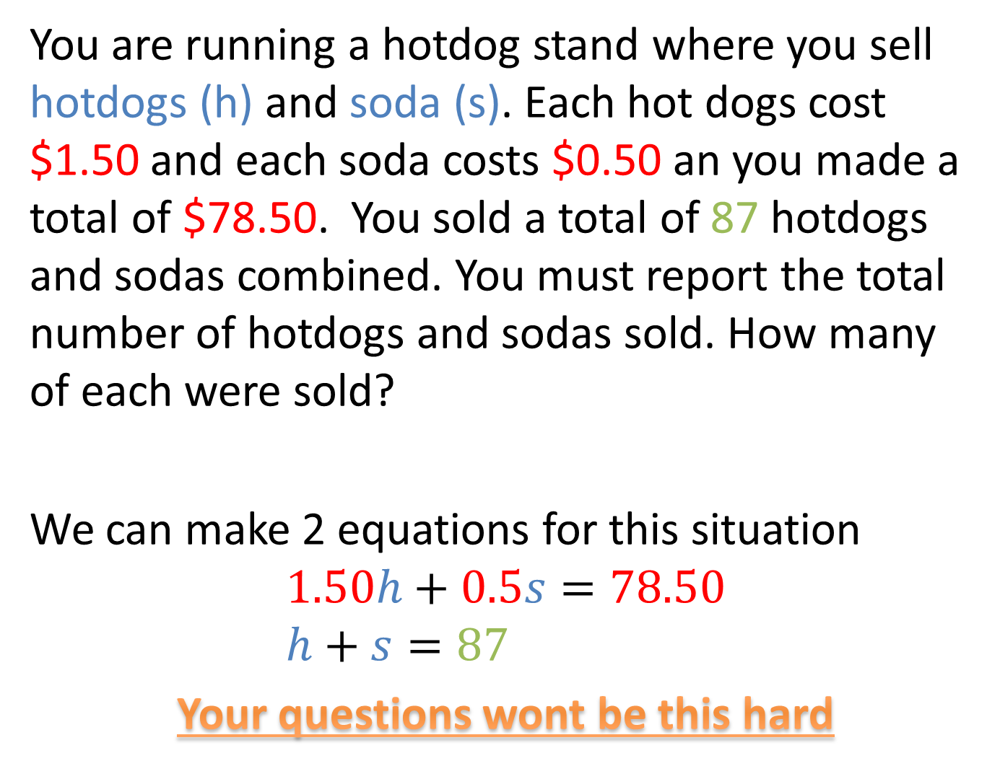 You are running a hotdog stand where you sell
hotdogs (h) and soda (s). Each hot dogs cost
$1.50 and each soda costs $0.50 an you made a
total of $78.50.  You sold a total of 87 hotdogs
and sodas combined. You must report the total
number of hotdogs and sodas sold. How many
of each were sold?
We can make 2 equations for this situation
1.50h + 0.5s = 78.50
h + s = 87
Your questions wont be this hard